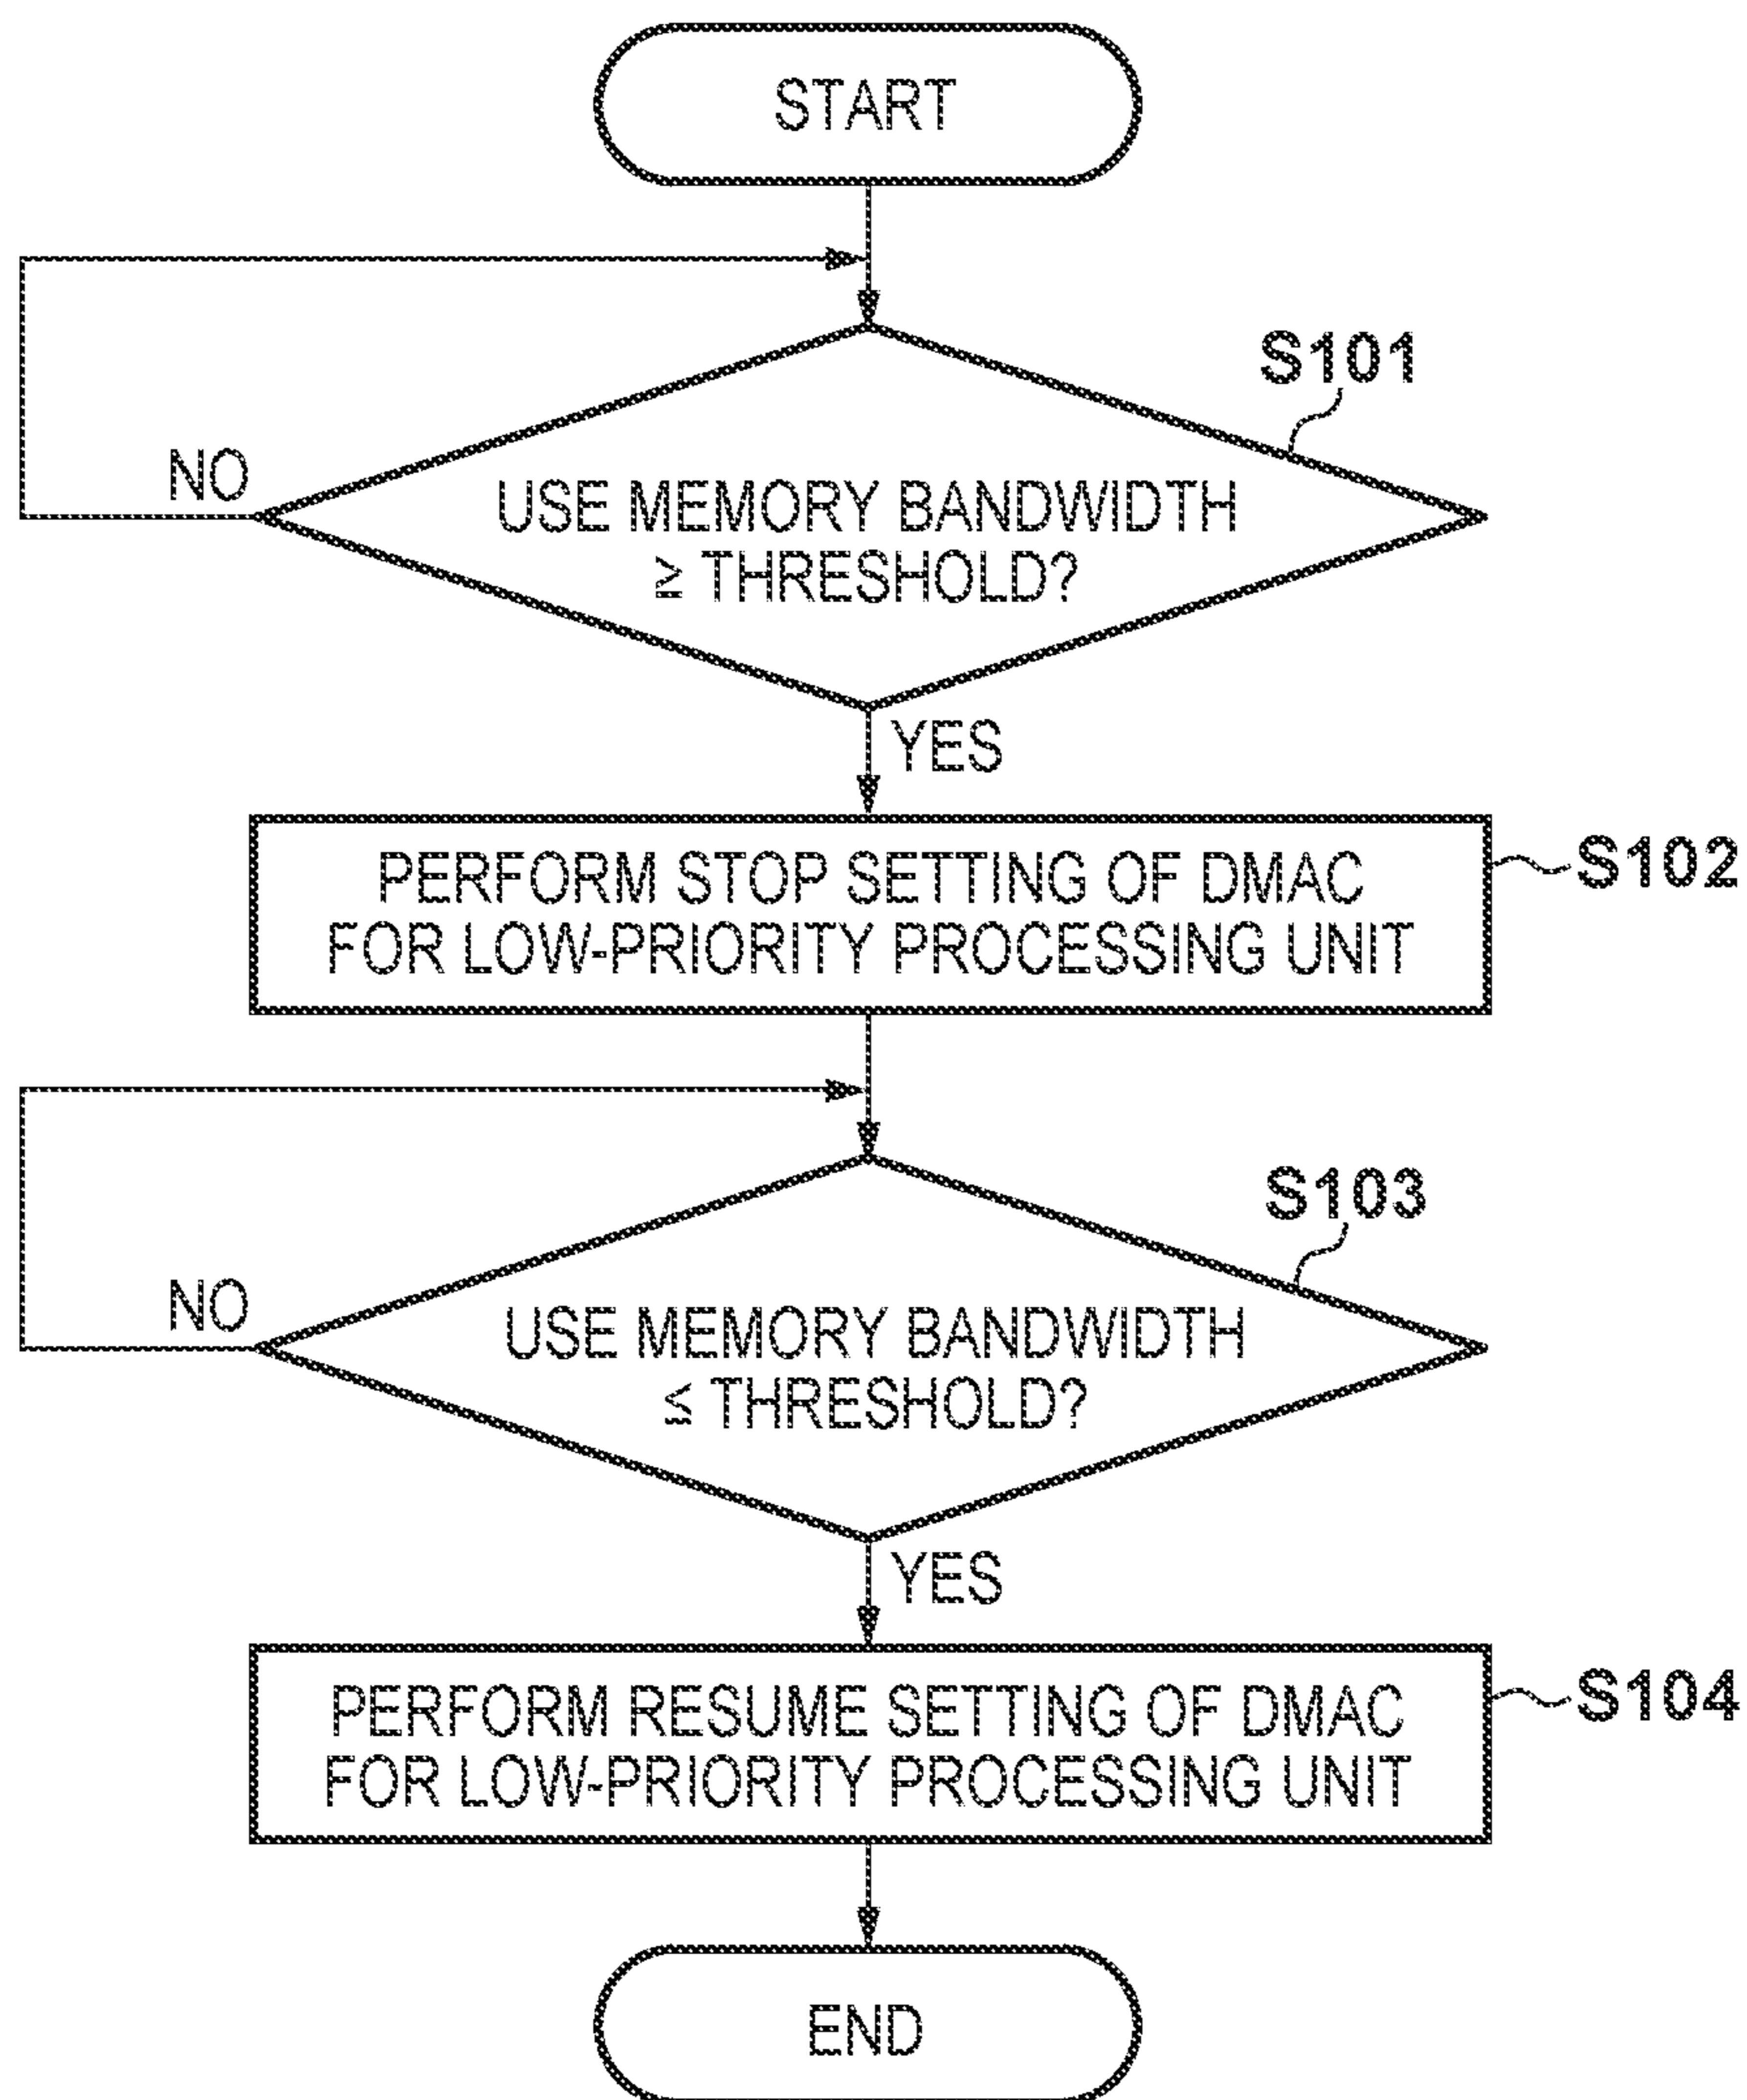 START
S101
NO
USE MEMORY BANDWIDTH
≥ THRESHOLD?
YES
PERFORM STOP SETTING OF DMAC
FOR LOW-PRIORITY PROCESSING UNIT
S102
S103
NO
USE MEMORY BANDWIDTH
≤ THRESHOLD?
YES
PERFORM RESUME SETTING OF DMAC
FOR LOW-PRIORITY PROCESSING UNIT
S104
END